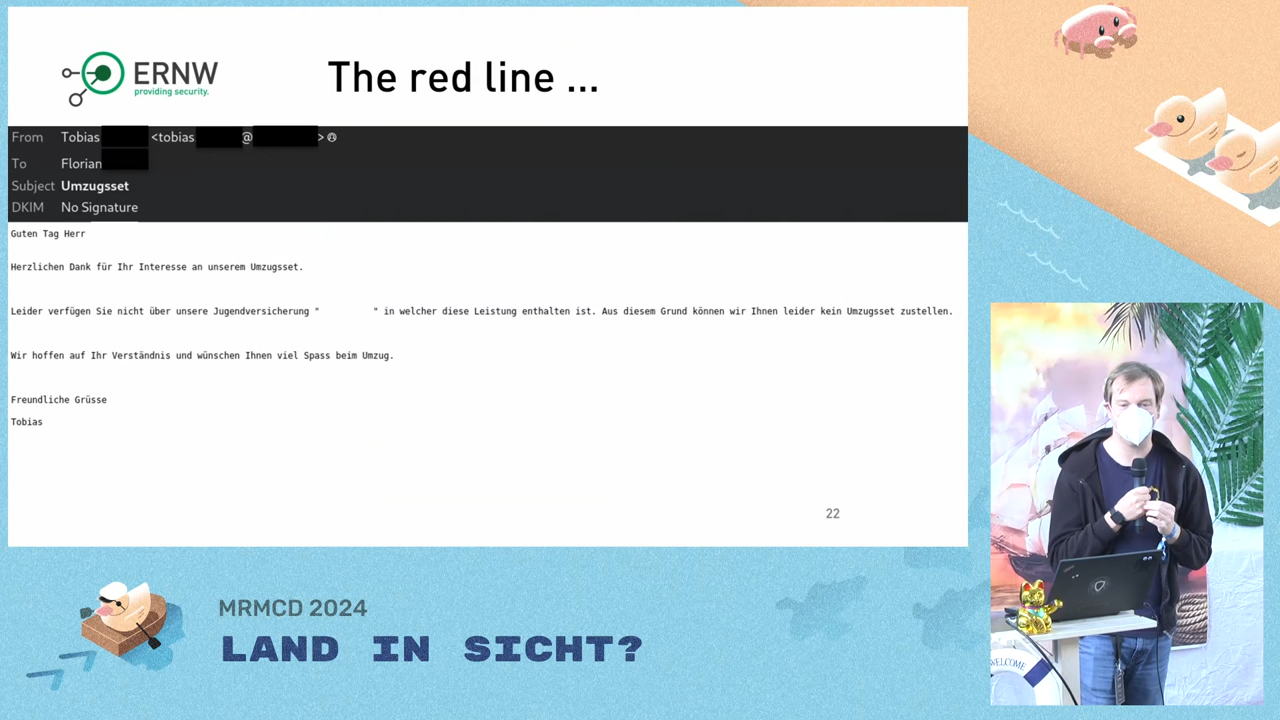 ERNW
providing security.
The red line ...
From Tobias <tobias @ >
To Florian
Subject Umzugsset
DKIM No Signature
Guten Tag Herr
Herzlichen Dank für Ihr Interesse an unserem Umzugsset.
Leider verfügen Sie nicht über unsere Jugendversicherung " " in welcher diese Leistung enthalten ist. Aus diesem Grund können wir Ihnen leider kein Umzugsset zustellen.
Wir hoffen auf Ihr Verständnis und wünschen Ihnen viel Spass beim Umzug.
Freundliche Grüsse
Tobias
22
MRMCD 2024
LAND IN SICHT?
WELCOME